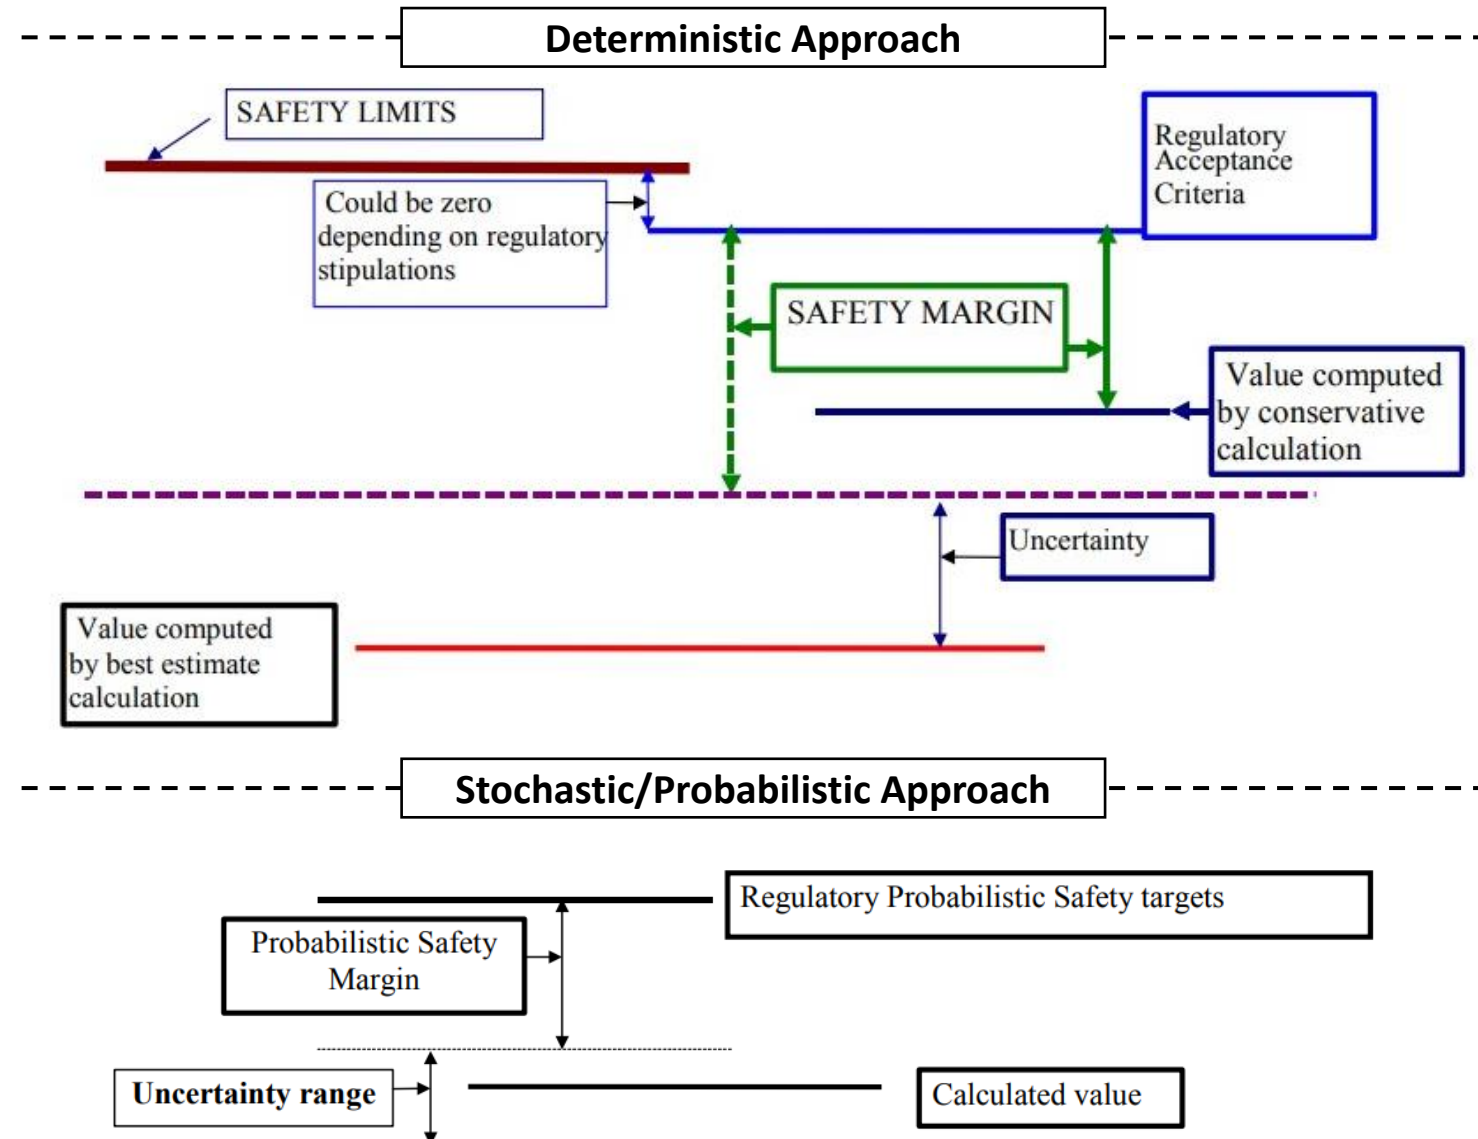 Deterministic Approach
SAFETY LIMITS
Regulatory
Acceptance
Criteria
Could be zero
depending on regulatory
stipulations
SAFETY MARGIN
Value computed
by conservative
calculation
Uncertainty
Value computed
by best estimate
calculation
Stochastic/Probabilistic Approach
Regulatory Probabilistic Safety targets
Probabilistic Safety
Margin
Uncertainty range
Calculated value